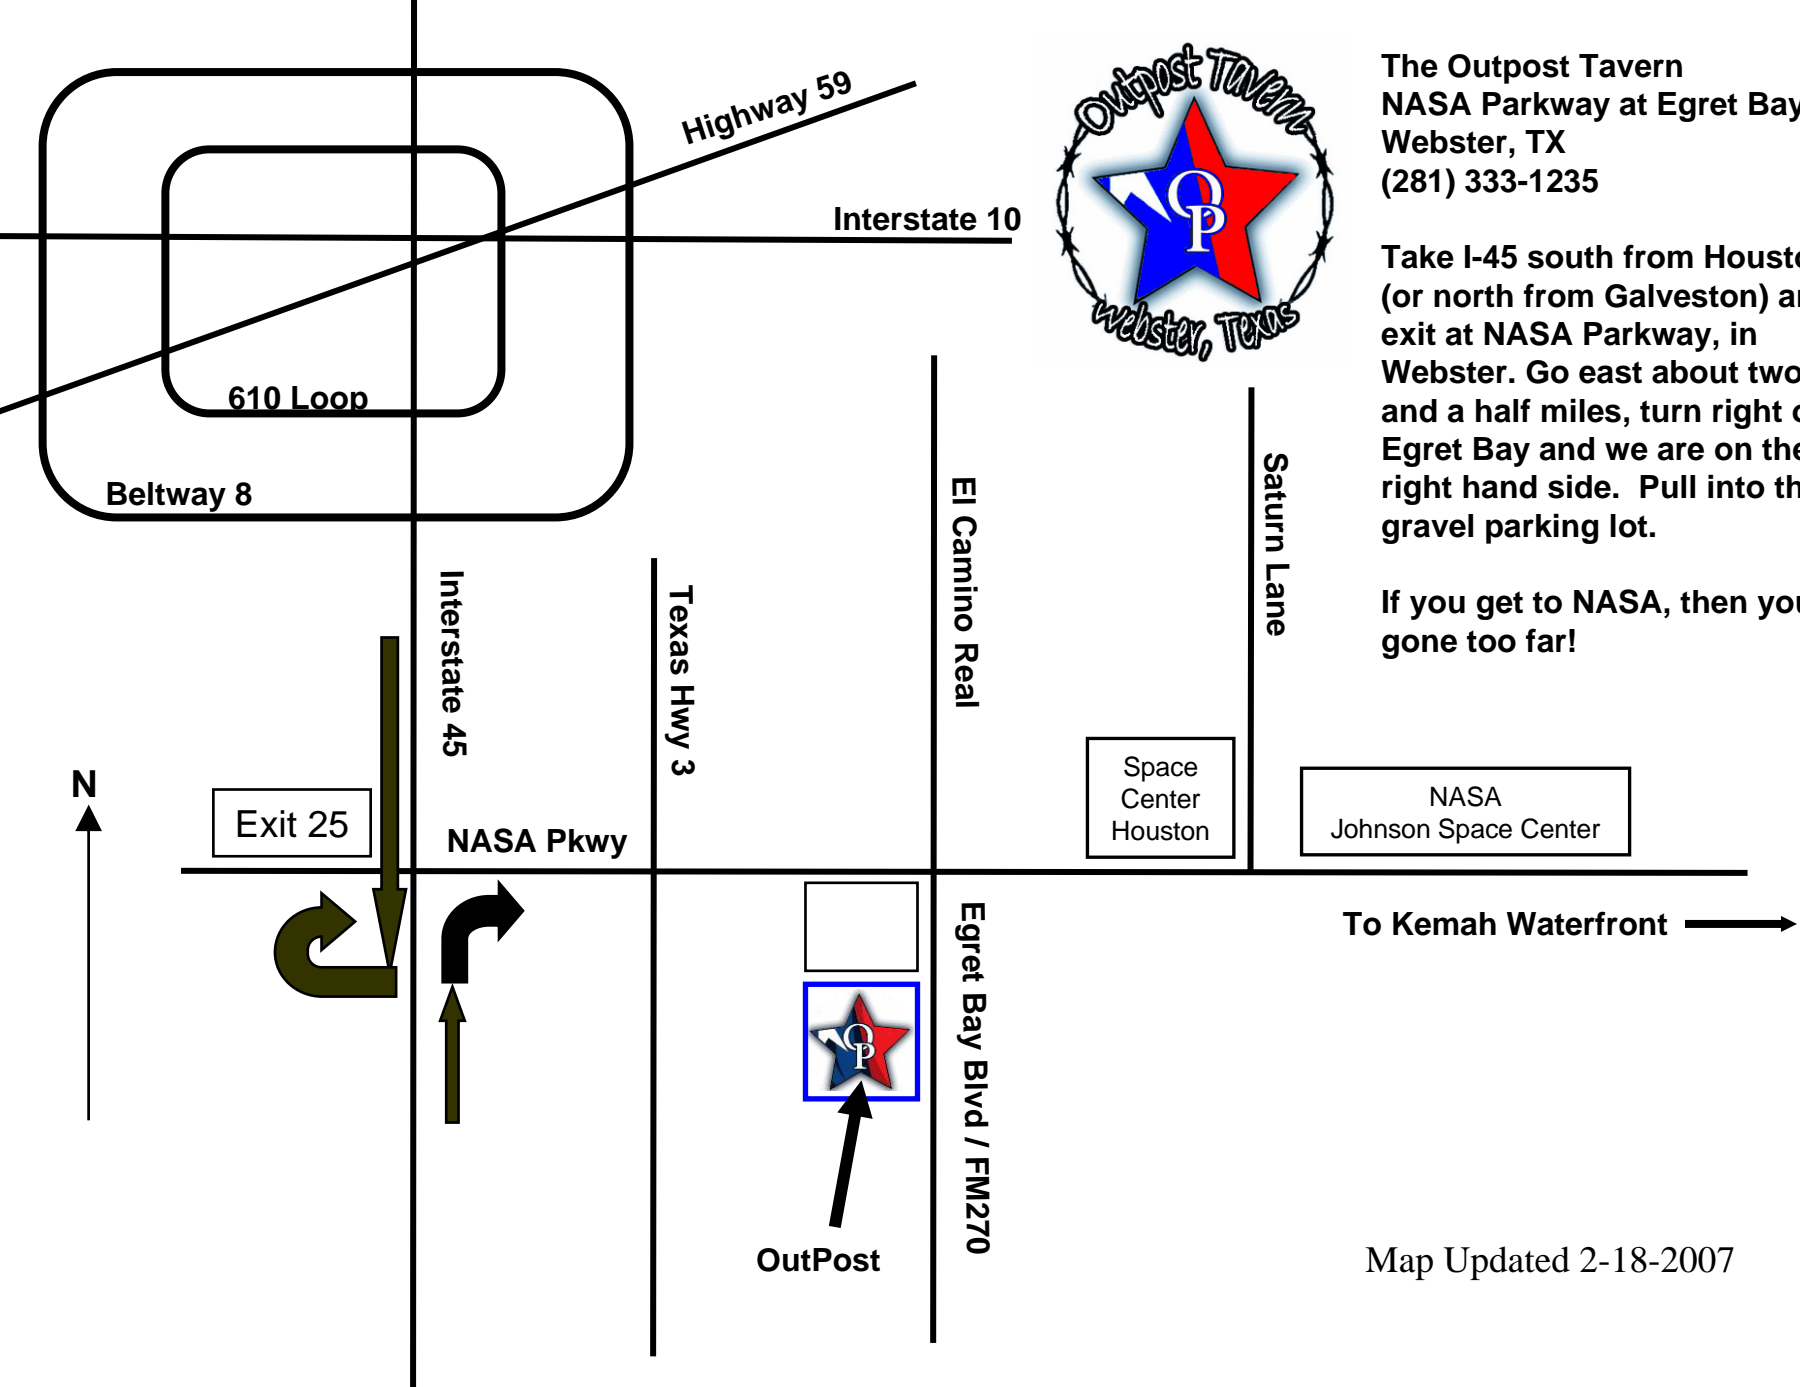 Highway 59
Interstate 10
610 Loop
Beltway 8
Outpost Tavern
OP
Webster, Texas
The Outpost Tavern
NASA Parkway at Egret Bay
Webster, TX
(281) 333-1235
Take I-45 south from Housto
(or north from Galveston) a
exit at NASA Parkway, in
Webster. Go east about two
and a half miles, turn right o
Egret Bay and we are on the
right hand side. Pull into th
gravel parking lot.
If you get to NASA, then you
gone too far!
Interstate 45
Texas Hwy 3
El Camino Real
Saturn Lane
N
Exit 25
NASA Pkwy
Space
Center
Houston
NASA
Johnson Space Center
To Kemah Waterfront
Egret Bay Blvd / FM270
OP
OutPost
Map Updated 2-18-2007